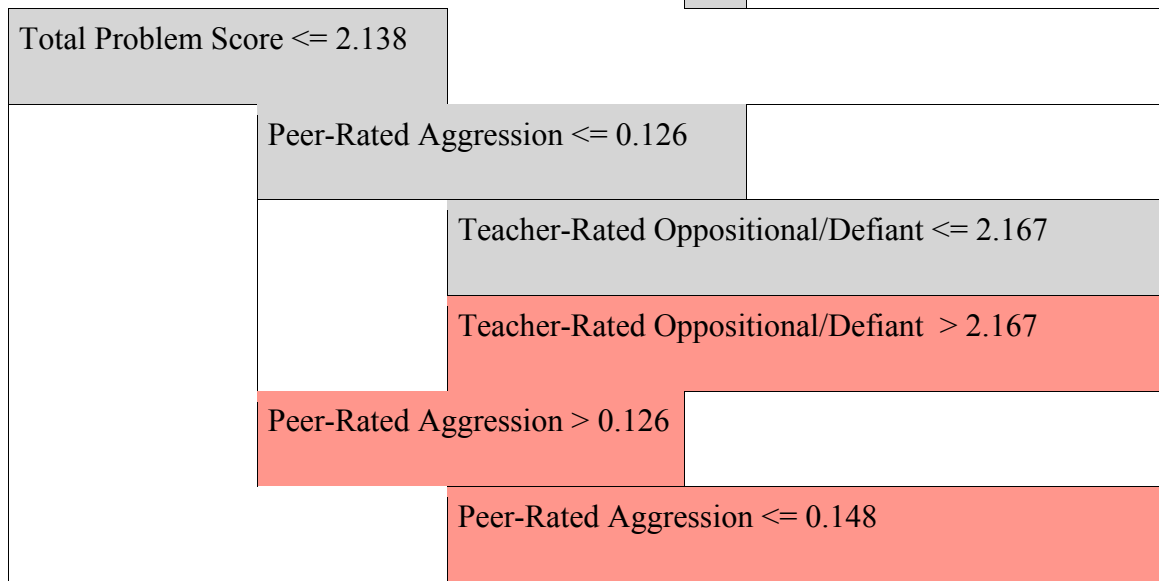 Total Problem Score <= 2.138
Peer-Rated Aggression <= 0.126
Teacher-Rated Oppositional/Defiant <= 2.167
Teacher-Rated Oppositional/Defiant  > 2.167
Peer-Rated Aggression > 0.126
Peer-Rated Aggression <= 0.148